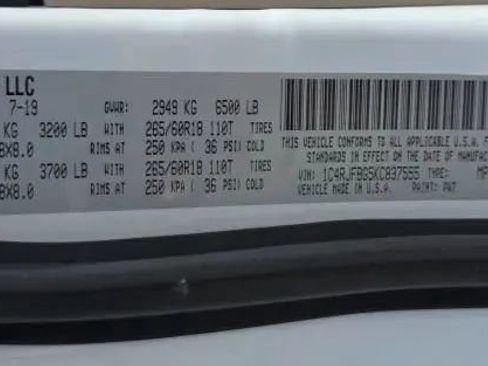 LLC
7-19 GVWR: 2949 KG 6500 LB
KG 3200 LB WITH 265/60R18 110T TIRES
8X8.0 RIMS AT 250 KPA ( 36 PSI) COLD
KG 3700 LB WITH 265/60R18 110T TIRES
8X8.0 RIMS AT 250 KPA ( 36 PSI) COLD
THIS VEHICLE CONFORMS TO ALL APPLICABLE U.S.A. F
STANDARDS IN EFFECT ON THE DATE OF MANUFAC
VIN: 1C4RJFBG5KC837555 TYPE: MP
VEHICLE MADE IN U.S.A. PAINT: PW7